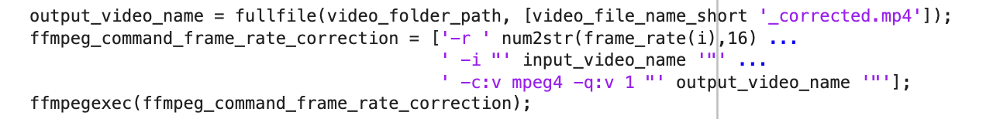 output_video_name = fullfile(video_folder_path, [video_file_name_short '_corrected.mp4']);
ffmpeg_command_frame_rate_correction = ['-r ' num2str(frame_rate(i),16) ...
' -i "' input_video_name '"' ...
' -c:v mpeg4 -q:v 1 "' output_video_name '"'];
ffmpegexec(ffmpeg_command_frame_rate_correction);